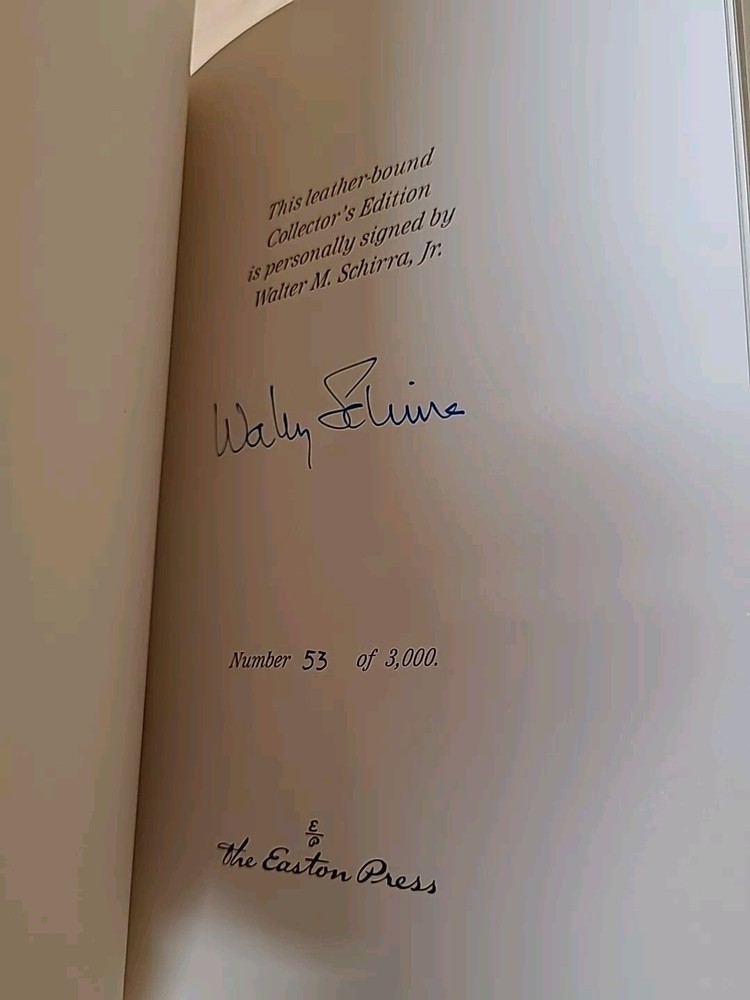 This leather-bound
Collector's Edition
is personally signed by
Walter M. Schirra, Jr.
Wally Schirra
Number 53 of 3,000.
E
P
The Easton Press